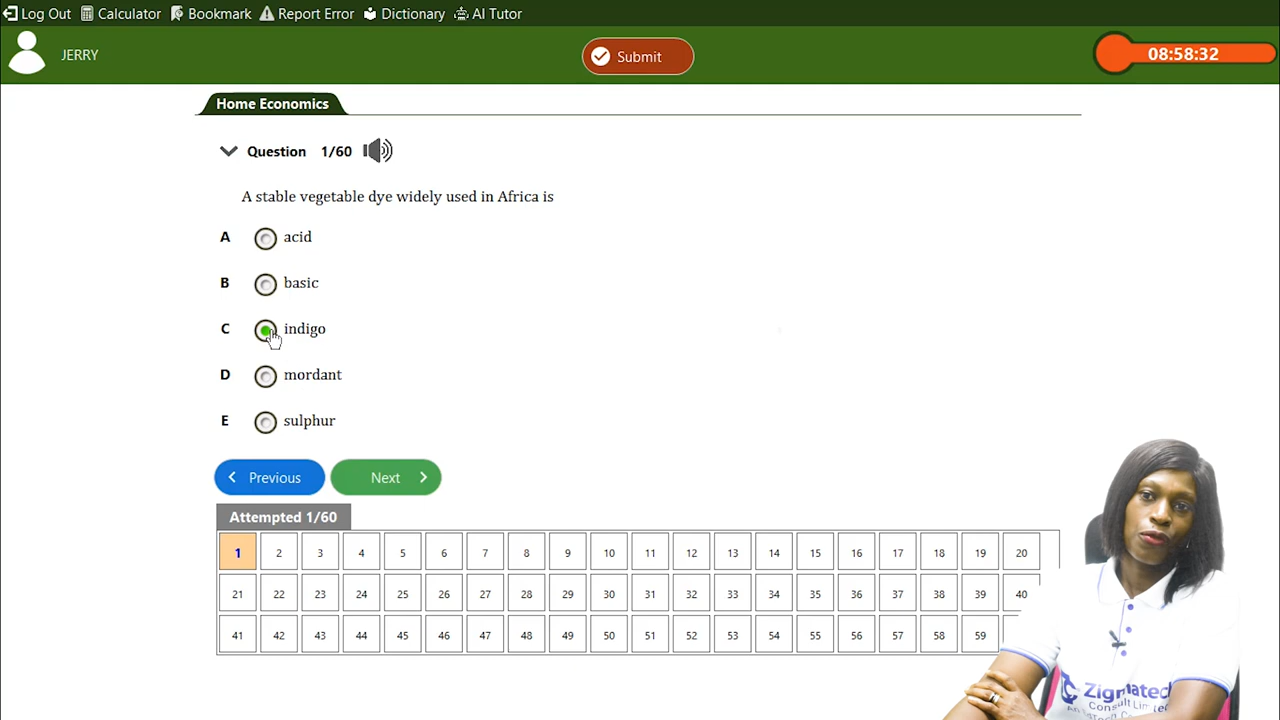 Log Out Calculator Bookmark Report Error Dictionary AI Tutor
JERRY
Submit
08:58:32
Home Economics
Question 1/60
A stable vegetable dye widely used in Africa is
A acid
B basic
C indigo
D mordant
E sulphur
Previous Next
Attempted 1/60
1 2 3 4 5 6 7 8 9 10 11 12 13 14 15 16 17 18 19 20
21 22 23 24 25 26 27 28 29 30 31 32 33 34 35 36 37 38 39 40
41 42 43 44 45 46 47 48 49 50 51 52 53 54 55 56 57 58 59
Zigmatech
Consult Limited